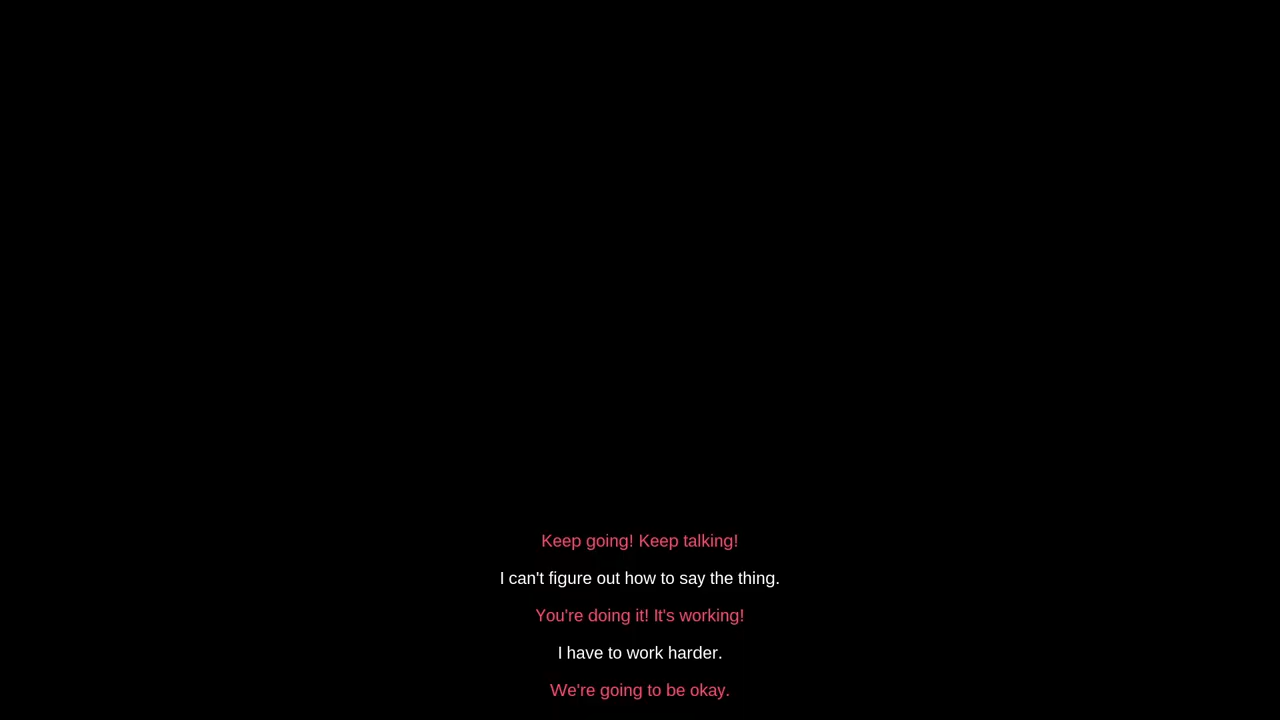 Keep going! Keep talking!
I can't figure out how to say the thing.
You're doing it! It's working!
I have to work harder.
We're going to be okay.